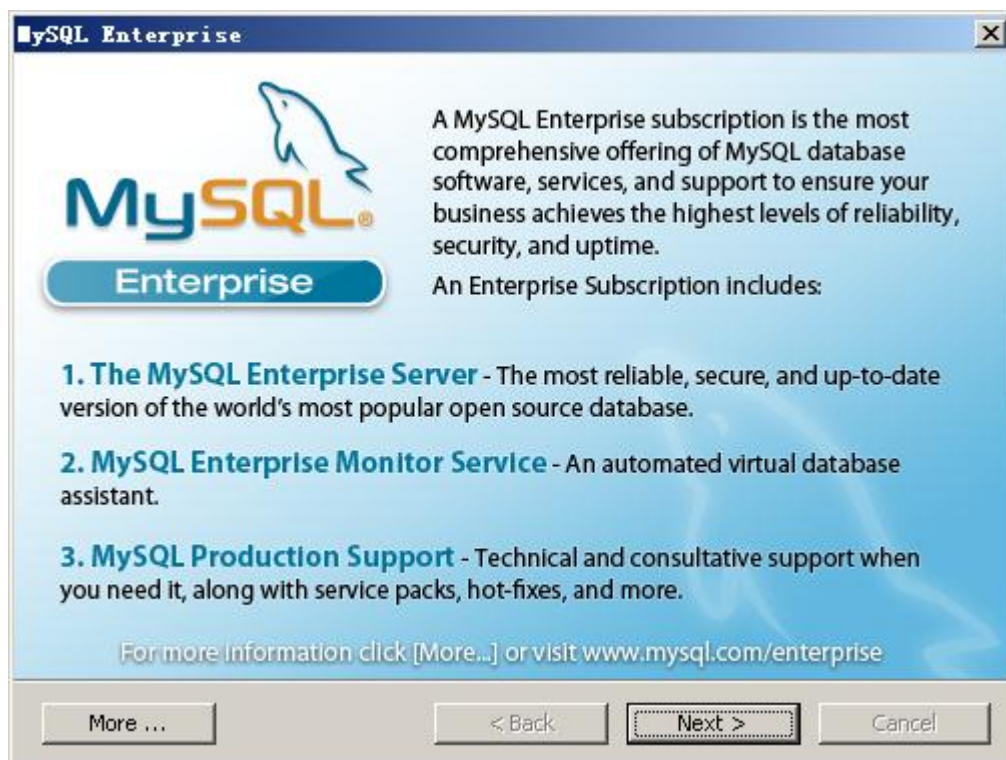 MySQL Enterprise
MySQL®
Enterprise
A MySQL Enterprise subscription is the most
comprehensive offering of MySQL database
software, services, and support to ensure your
business achieves the highest levels of reliability,
security, and uptime.
An Enterprise Subscription includes:
1. The MySQL Enterprise Server - The most reliable, secure, and up-to-date
version of the world's most popular open source database.
2. MySQL Enterprise Monitor Service - An automated virtual database
assistant.
3. MySQL Production Support - Technical and consultative support when
you need it, along with service packs, hot-fixes, and more.
For more information click [More...] or visit www.mysql.com/enterprise
More ...
< Back
Next >
Cancel